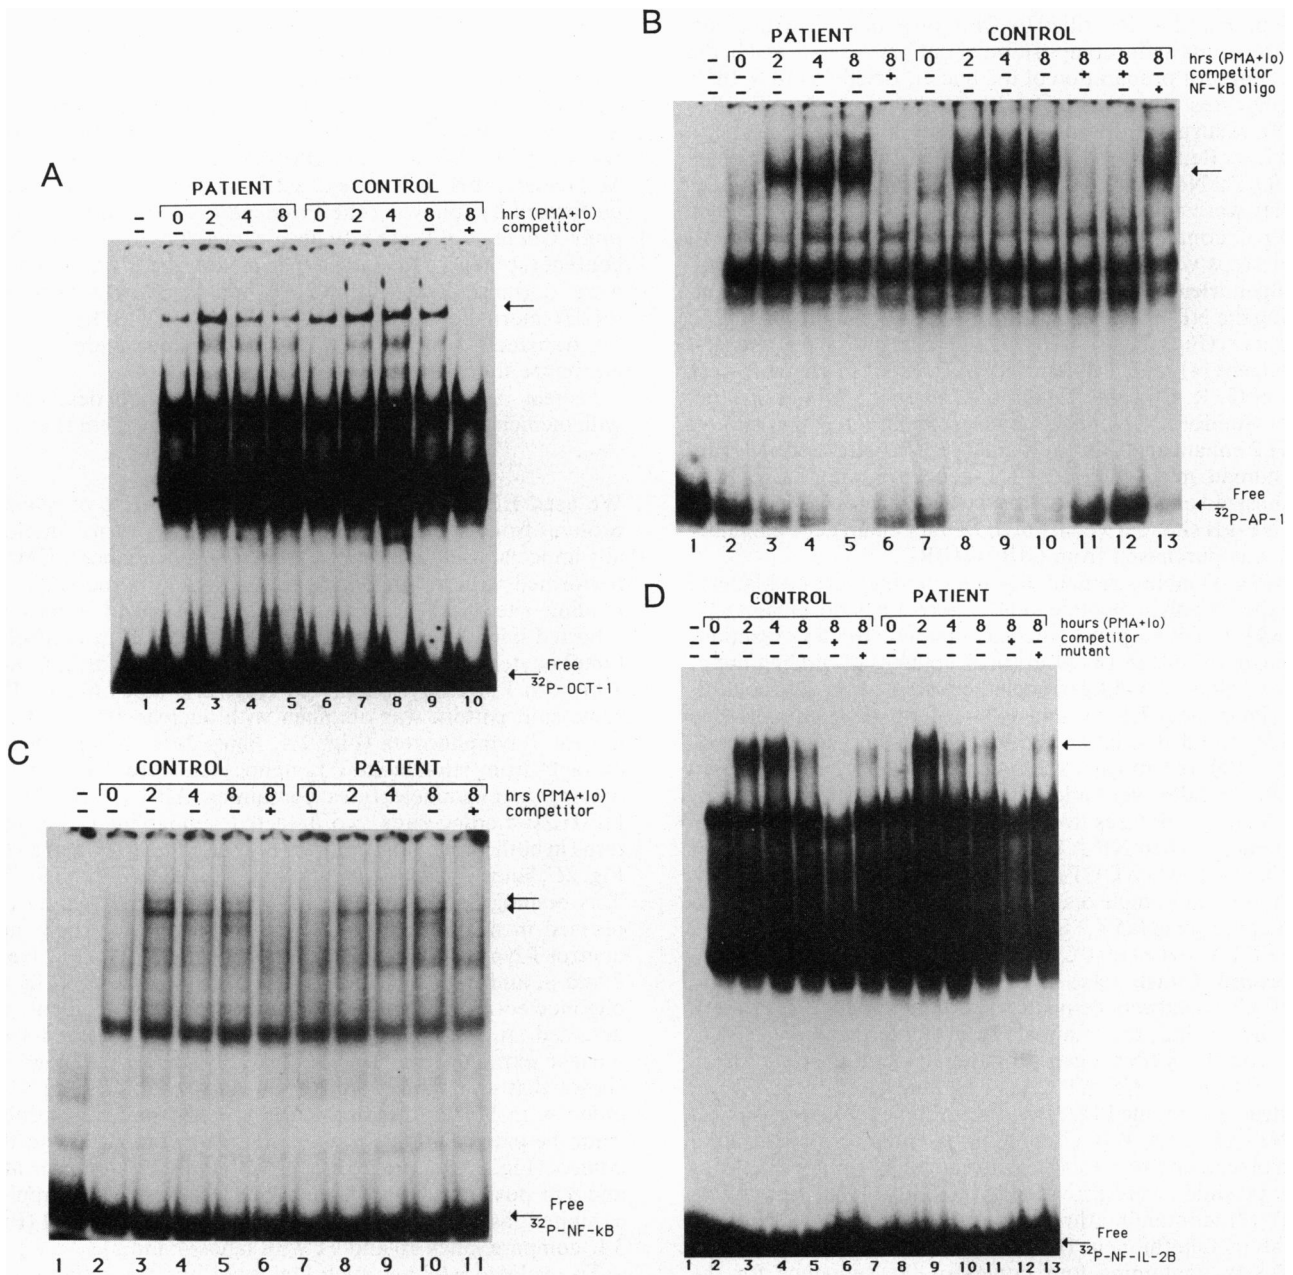 A
PATIENT CONTROL
- 0 2 4 8 0 2 4 8 8 hrs (PMA+Io)
- - - - - - - - - + competitor
Free
32P-OCT-1
1 2 3 4 5 6 7 8 9 10
B
PATIENT CONTROL
- 0 2 4 8 8 0 2 4 8 8 8 8 hrs (PMA+Io)
- - - - - + - - - - + + - competitor
- - - - - - - - - - - - + NF-kB oligo
Free
32P-AP-1
1 2 3 4 5 6 7 8 9 10 11 12 13
C
CONTROL PATIENT
- 0 2 4 8 8 0 2 4 8 8 hrs (PMA+Io)
- - - - - + - - - - + competitor
Free
32P-NF-kB
1 2 3 4 5 6 7 8 9 10 11
D
CONTROL PATIENT
- 0 2 4 8 8 8 0 2 4 8 8 8 hours (PMA+Io)
- - - - - + - - - - - + - competitor
- - - - - - + - - - - - + mutant
Free
32P-NF-IL-2B
1 2 3 4 5 6 7 8 9 10 11 12 13